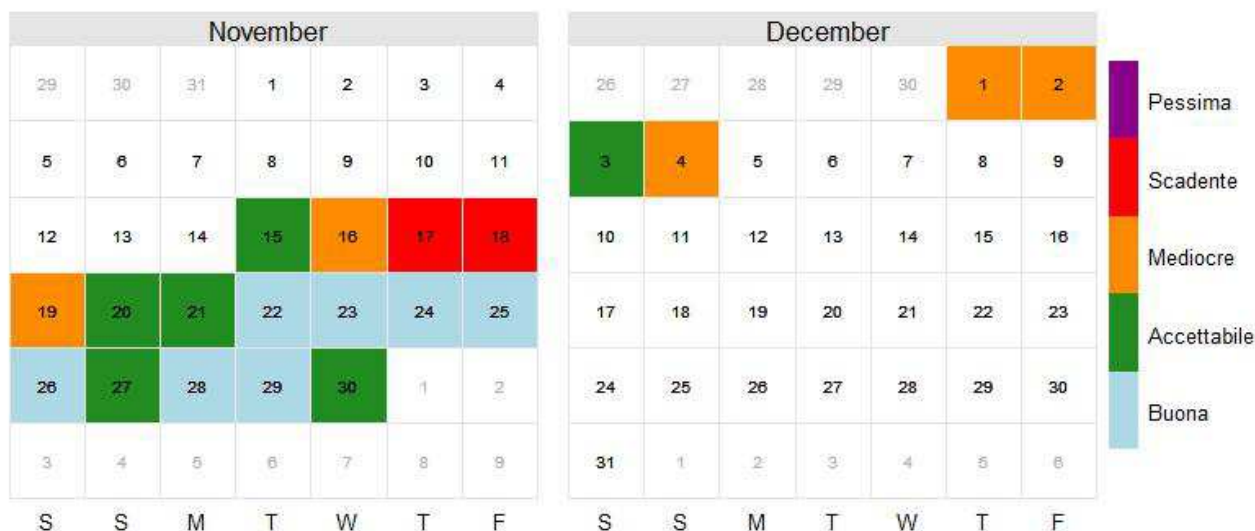 November
29 30 31 1 2 3 4
5 6 7 8 9 10 11
12 13 14 15 16 17 18
19 20 21 22 23 24 25
26 27 28 29 30 1 2
3 4 5 6 7 8 9
S S M T W T F
December
26 27 28 29 30 1 2
3 4 5 6 7 8 9
10 11 12 13 14 15 16
17 18 19 20 21 22 23
24 25 26 27 28 29 30
31 1 2 3 4 5 6
S S M T W T F
Pessima
Scadente
Mediocre
Accettabile
Buona